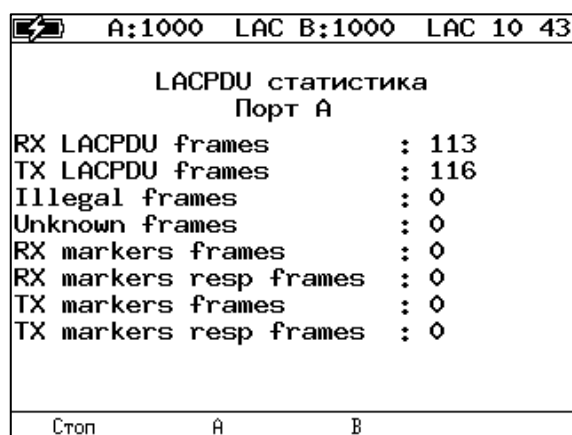 A:1000 LAC B:1000 LAC 10 43
LACPDU статистика
Порт A
RX LACPDU frames : 113
TX LACPDU frames : 116
Illegal frames : 0
Unknown frames : 0
RX markers frames : 0
RX markers resp frames : 0
TX markers frames : 0
TX markers resp frames : 0
Стоп A B